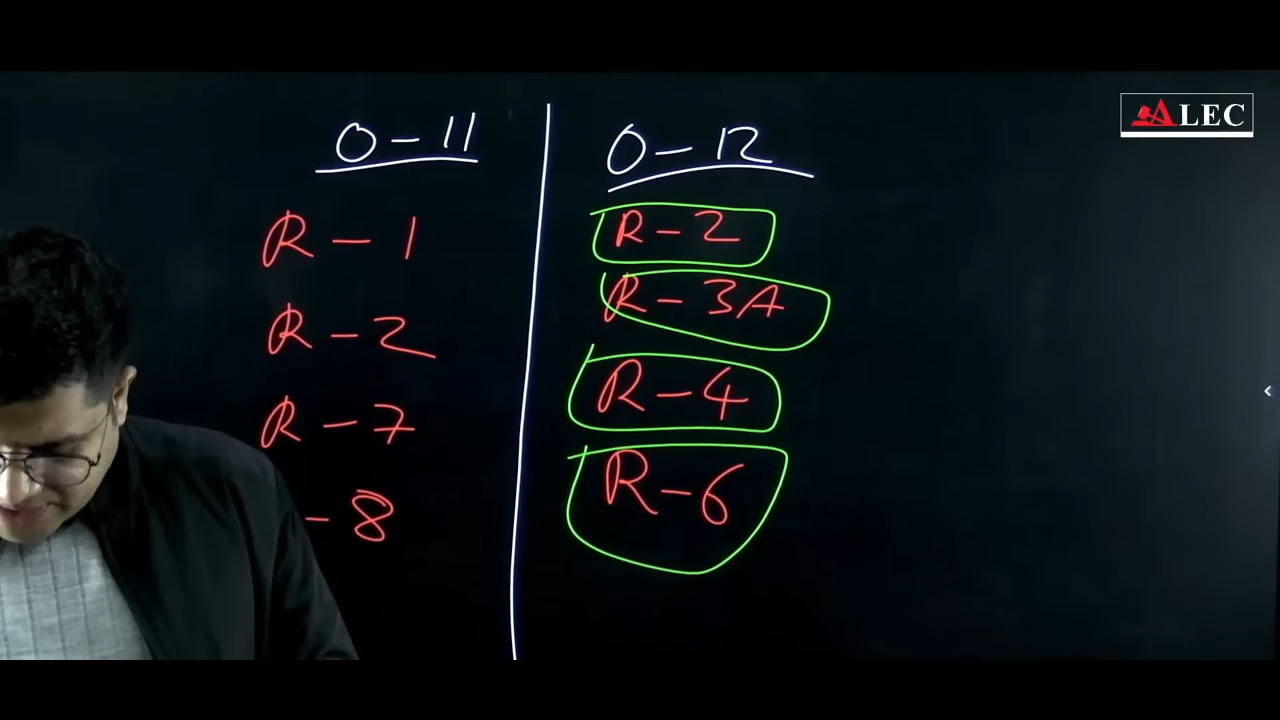 O - 11
R - 1
R - 2
R - 7
- 8
O - 12
R - 2
R - 3A
R - 4
R - 6
ALEC